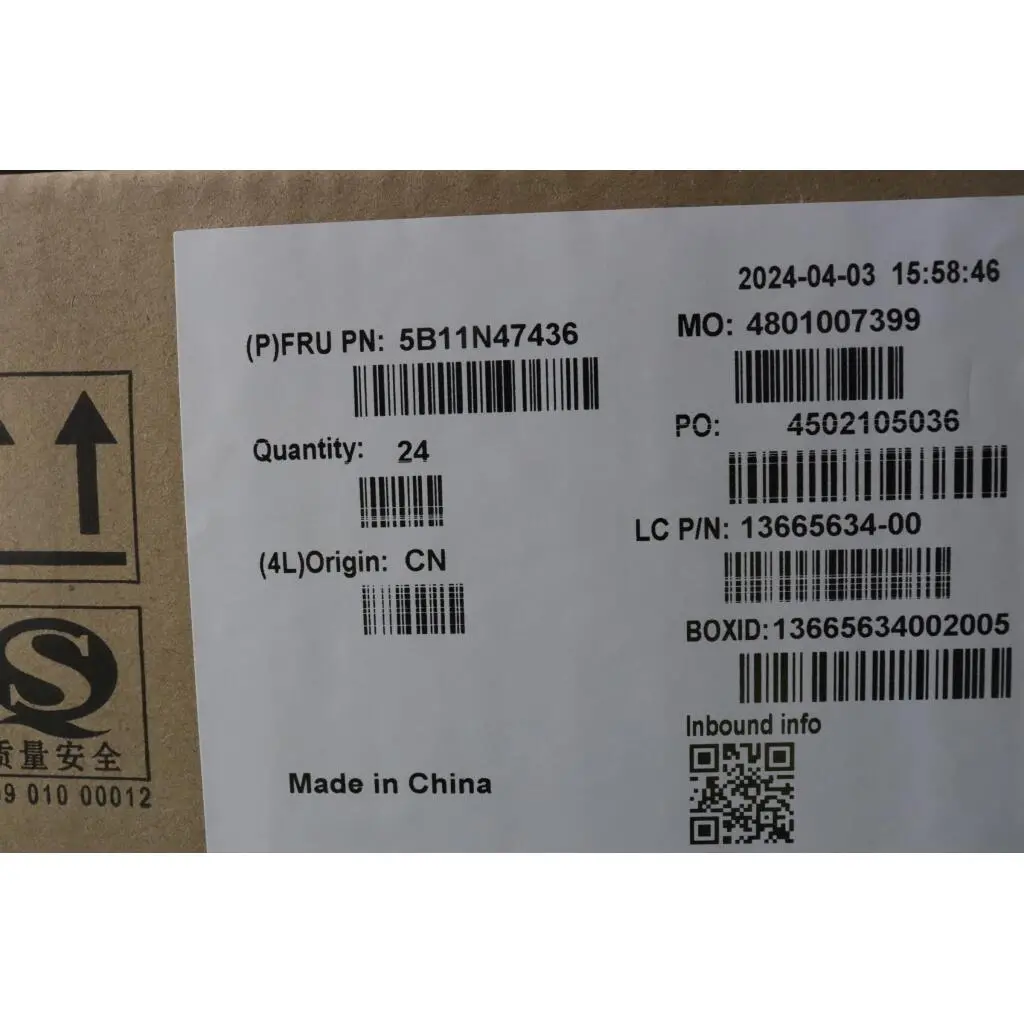 2024-04-03 15:58:46
(P)FRU PN: 5B11N47436
MO: 4801007399
Quantity: 24
PO: 4502105036
LC P/N: 13665634-00
(4L)Origin: CN
BOXID:13665634002005
Inbound info
Made in China
质量安全
09 010 00012